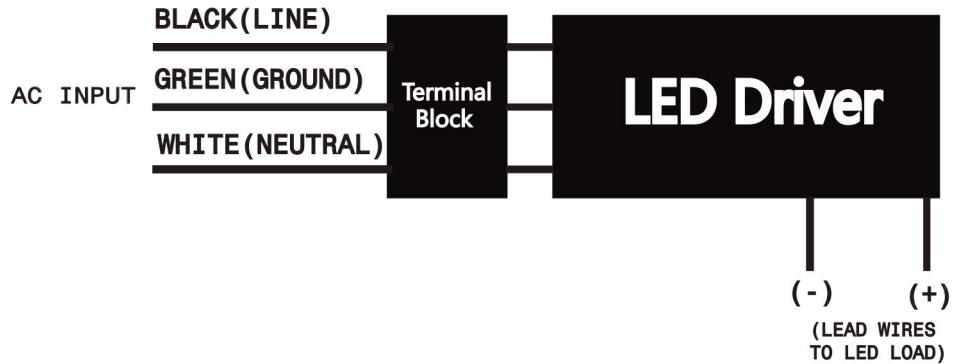 BLACK(LINE)
AC INPUT
GREEN(GROUND)
WHITE(NEUTRAL)
Terminal
Block
LED Driver
(-)
(+)
(LEAD WIRES
TO LED LOAD)